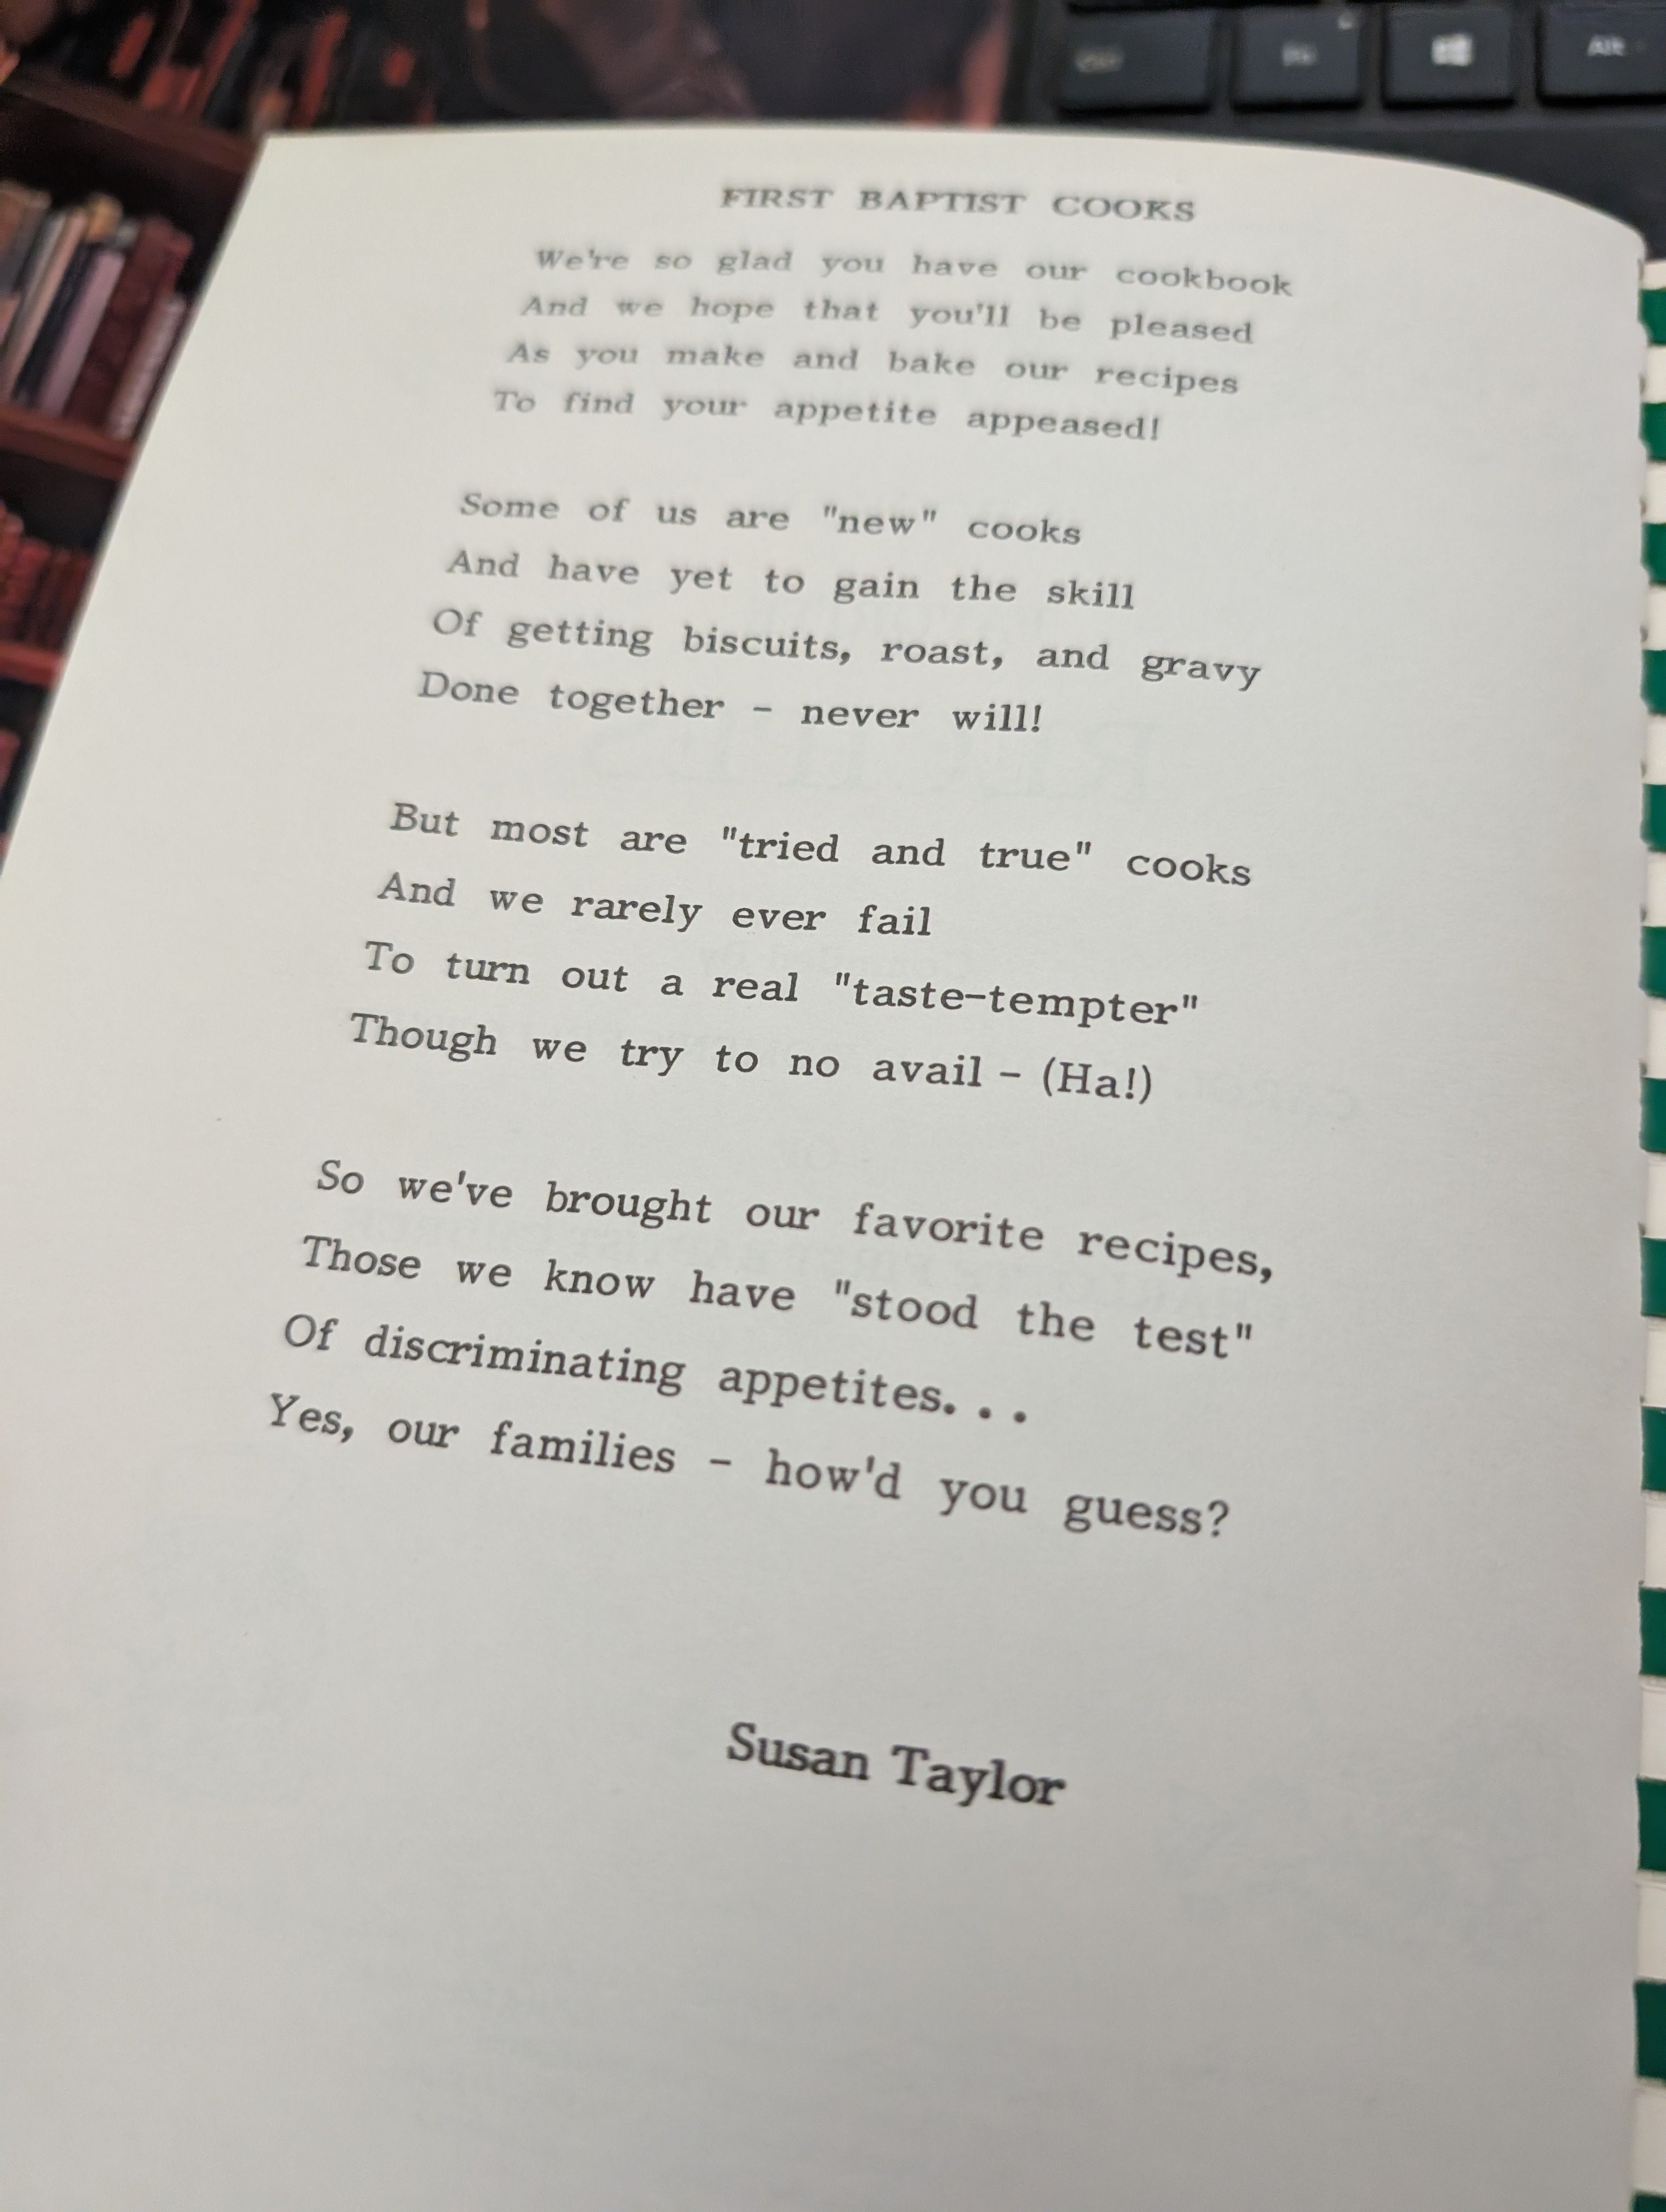 Alt
FIRST BAPTIST COOKS
We're so glad you have our cookbook
And we hope that you'll be pleased
As you make and bake our recipes
To find your appetite appeased!
Some of us are "new" cooks
And have yet to gain the skill
Of getting biscuits, roast, and gravy
Done together - never will!
But most are "tried and true" cooks
And we rarely ever fail
To turn out a real "taste-tempter"
Though we try to no avail - (Ha!)
So we've brought our favorite recipes,
Those we know have "stood the test"
Of discriminating appetites. . .
Yes, our families - how'd you guess?
Susan Taylor